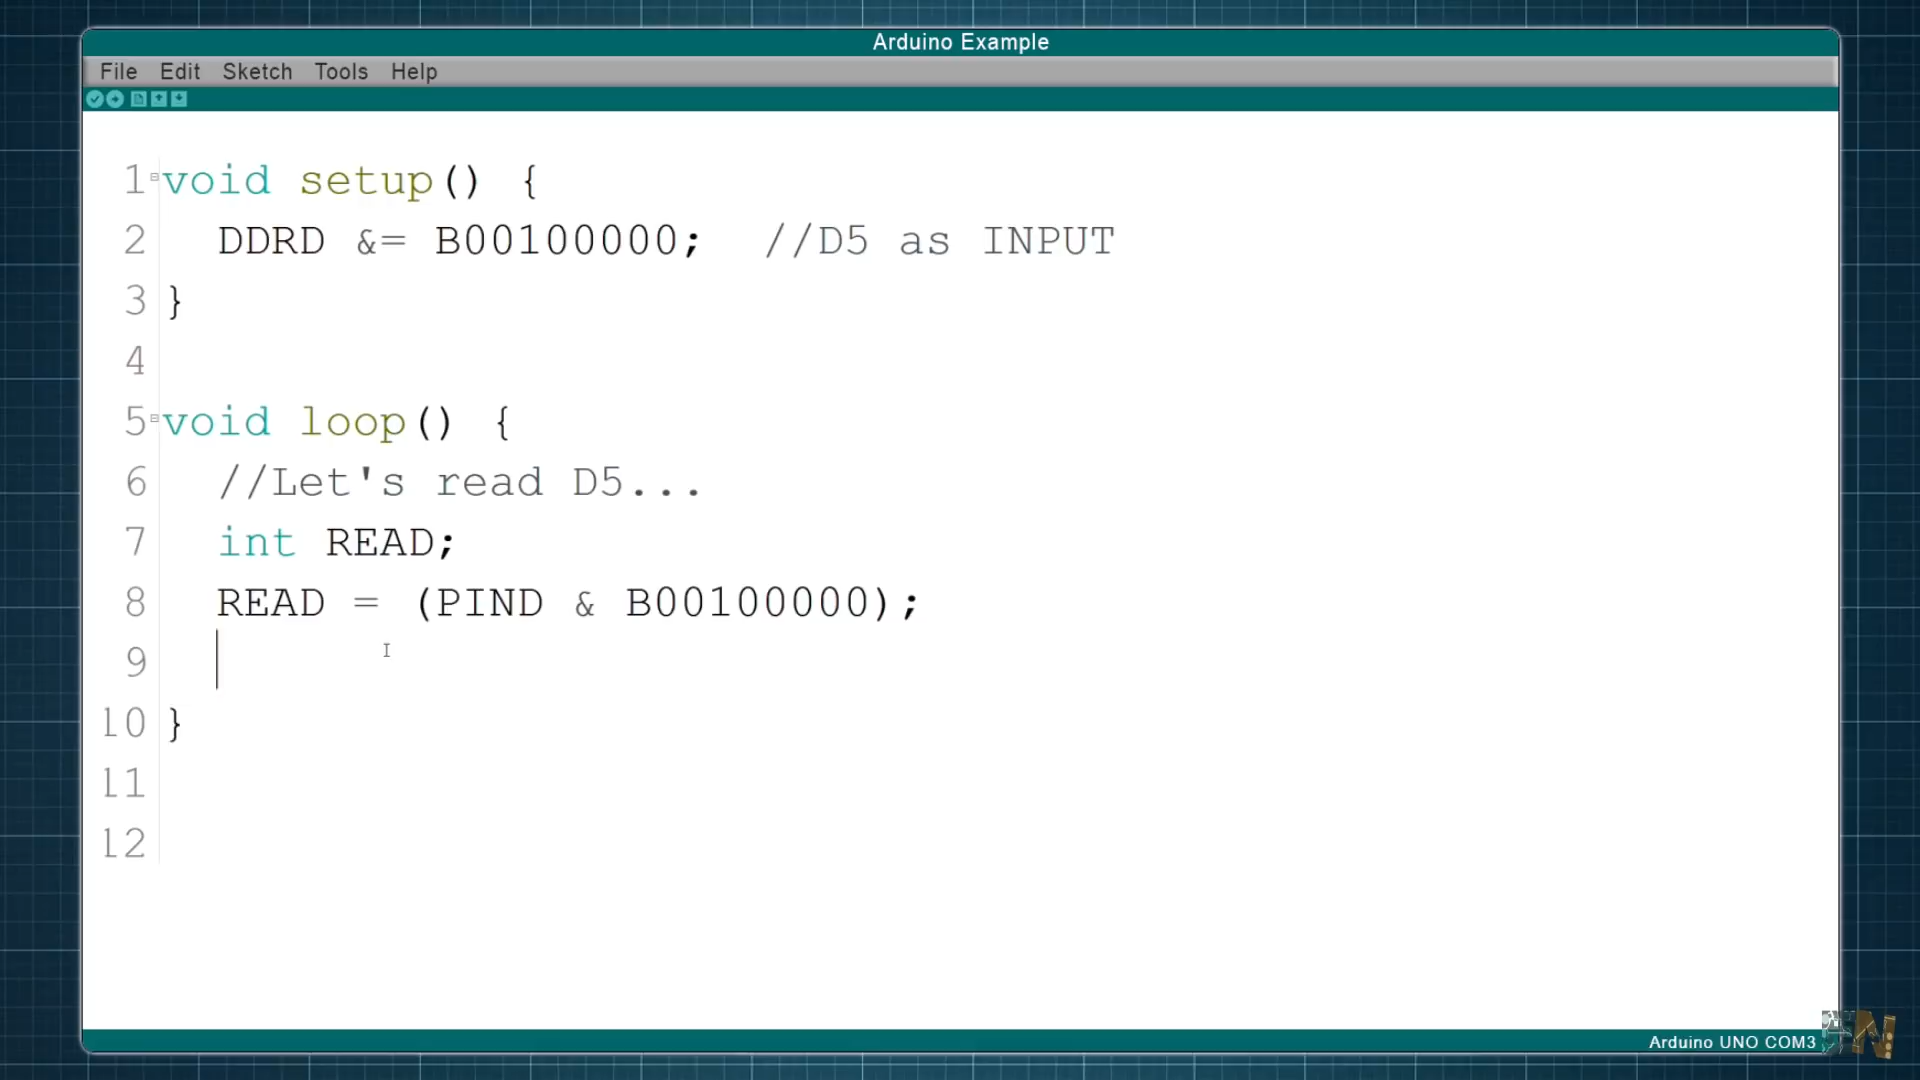 Arduino Example
File Edit Sketch Tools Help
1 void setup() {
2 DDRD &= B00100000; //D5 as INPUT
3 }
4
5 void loop() {
6 //Let's read D5...
7 int READ;
8 READ = (PIND & B00100000);
9
10 }
11
12
Arduino UNO COM3